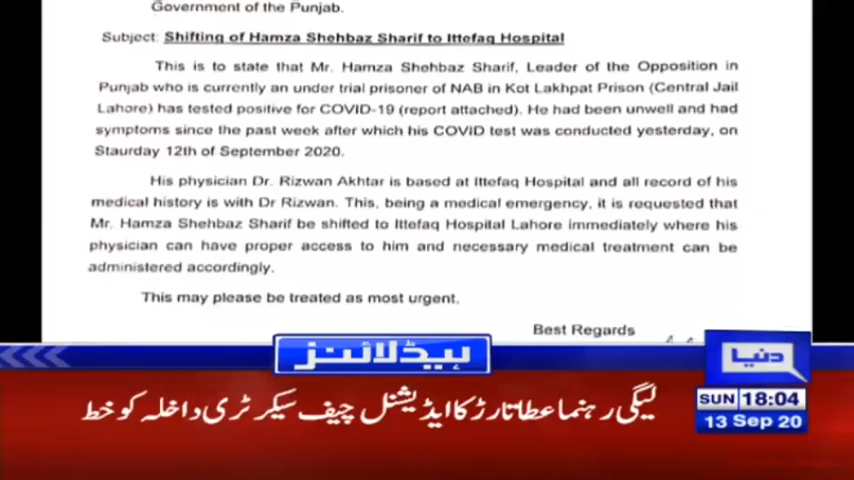 Government of the Punjab.
Subject: Shifting of Hamza Shehbaz Sharif to Ittefaq Hospital
This is to state that Mr. Hamza Shehbaz Sharif, Leader of the Opposition in
Punjab who is currently an under trial prisoner of NAB in Kot Lakhpat Prison (Central Jail
Lahore) has tested positive for COVID-19 (report attached). He had been unwell and had
symptoms since the past week after which his COViD test was conducted yesterday, on
Staurday 12th of September 2020.
His physician Dr. Rizwan Akhtar is based at Ittefaq Hospital and all record of his
medical history is with Dr Rizwan. This, being a medical emergency, it is requested that
Mr. Hamza Shehbaz Sharif be shifted to Ittefaq Hospital Lahore immediately where his
physician can have proper access to him and necessary medical treatment can be
administered accordingly.
This may please be treated as most urgent.
Best Regards
ہیڈلائنز
دنیا
لیگی رہنما عطا تارڑ کا ایڈیشنل چیف سیکرٹری داخلہ کو خط
SUN 18:04
13 Sep 20